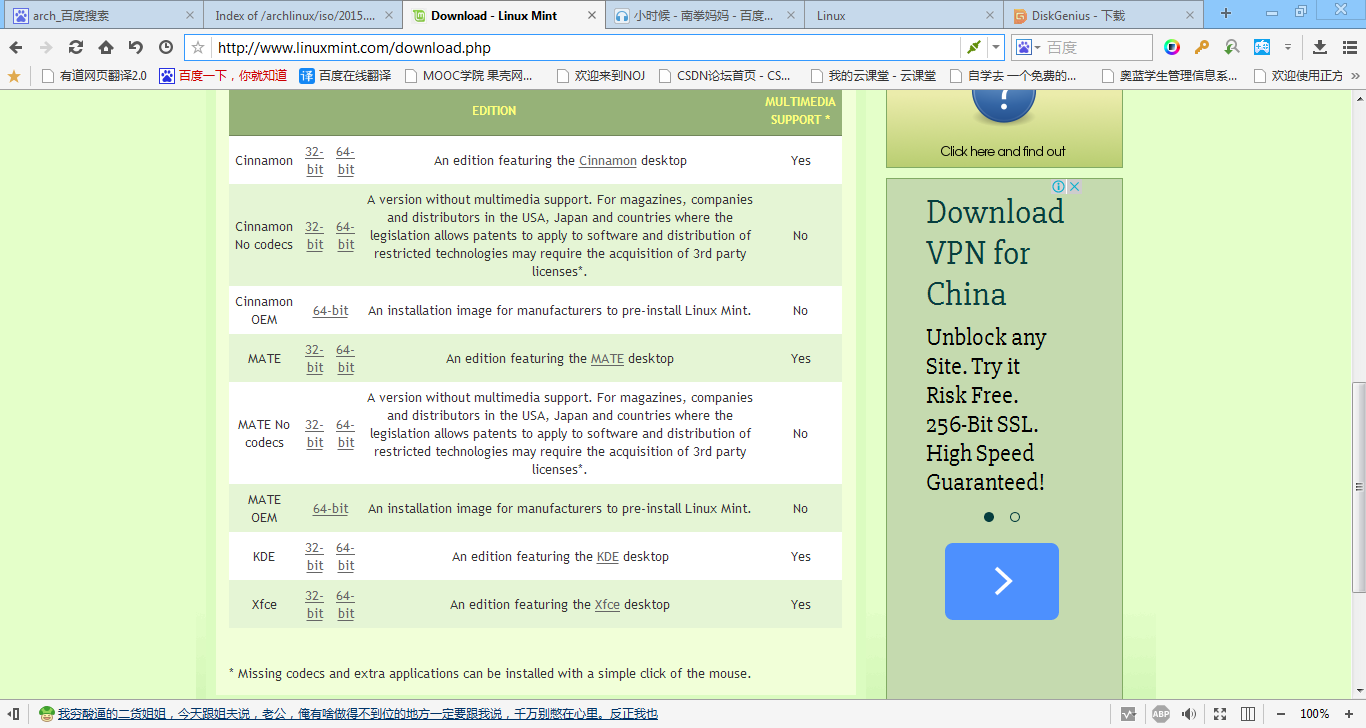 arch_百度搜索
Index of /archlinux/iso/2015....
Download - Linux Mint
小时候 - 南拳妈妈 - 百度...
Linux
DiskGenius - 下载
http://www.linuxmint.com/download.php
百度
有道网页翻译2.0
百度一下，你就知道
译 百度在线翻译
MOOC学院 果壳网...
欢迎来到NOJ
CSDN论坛首页 - CS...
我的云课堂 - 云课堂
自学去 一个免费的...
奥蓝学生管理信息系...
欢迎使用正方
EDITION
MULTIMEDIA
SUPPORT *
Cinnamon
32-
bit
64-
bit
An edition featuring the Cinnamon desktop
Yes
Cinnamon
No codecs
32-
bit
64-
bit
A version without multimedia support. For magazines, companies
and distributors in the USA, Japan and countries where the
legislation allows patents to apply to software and distribution of
restricted technologies may require the acquisition of 3rd party
licenses*.
No
Cinnamon
OEM
64-bit
An installation image for manufacturers to pre-install Linux Mint.
No
MATE
32-
bit
64-
bit
An edition featuring the MATE desktop
Yes
MATE No
codecs
32-
bit
64-
bit
A version without multimedia support. For magazines, companies
and distributors in the USA, Japan and countries where the
legislation allows patents to apply to software and distribution of
restricted technologies may require the acquisition of 3rd party
licenses*.
No
MATE
OEM
64-bit
An installation image for manufacturers to pre-install Linux Mint.
No
KDE
32-
bit
64-
bit
An edition featuring the KDE desktop
Yes
Xfce
32-
bit
64-
bit
An edition featuring the Xfce desktop
Yes
* Missing codecs and extra applications can be installed with a simple click of the mouse.
?
Click here and find out
Download
VPN for
China
Unblock any
Site. Try it
Risk Free.
256-Bit SSL.
High Speed
Guaranteed!
我穷酸逼的二货姐姐，今天跟姐夫说，老公，俺有啥做得不到位的地方一定要跟我说，千万别憋在心里。反正我也
ABP
100%